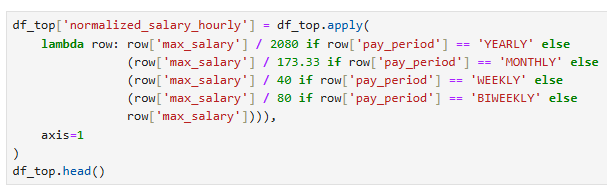 df_top['normalized_salary_hourly'] = df_top.apply(
    lambda row: row['max_salary'] / 2080 if row['pay_period'] == 'YEARLY' else
                (row['max_salary'] / 173.33 if row['pay_period'] == 'MONTHLY' else
                (row['max_salary'] / 40 if row['pay_period'] == 'WEEKLY' else
                (row['max_salary'] / 80 if row['pay_period'] == 'BIWEEKLY' else
                row['max_salary']))),
    axis=1
)
df_top.head()